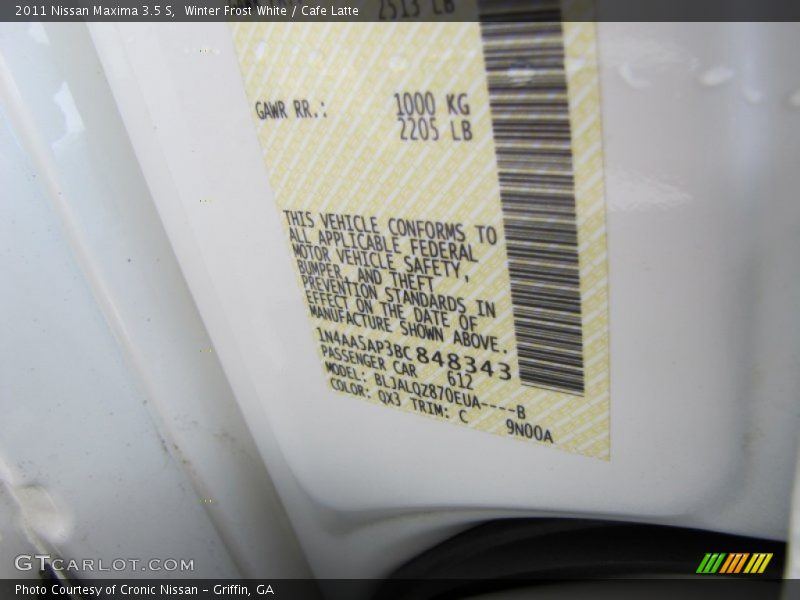 2011 Nissan Maxima 3.5 S,  Winter Frost White / Cafe Latte
2513 LB
GAWR RR.: 1000 KG
2205 LB
THIS VEHICLE CONFORMS TO
ALL APPLICABLE FEDERAL
MOTOR VEHICLE SAFETY,
BUMPER, AND THEFT
PREVENTION STANDARDS IN
EFFECT ON THE DATE OF
MANUFACTURE SHOWN ABOVE.
1N4AA5AP3BC848343
PASSENGER CAR 612
MODEL: BLJALQZ870EUA----B
COLOR: QX3 TRIM: C 9N00A
GTCARLOT.COM
Photo Courtesy of Cronic Nissan – Griffin, GA